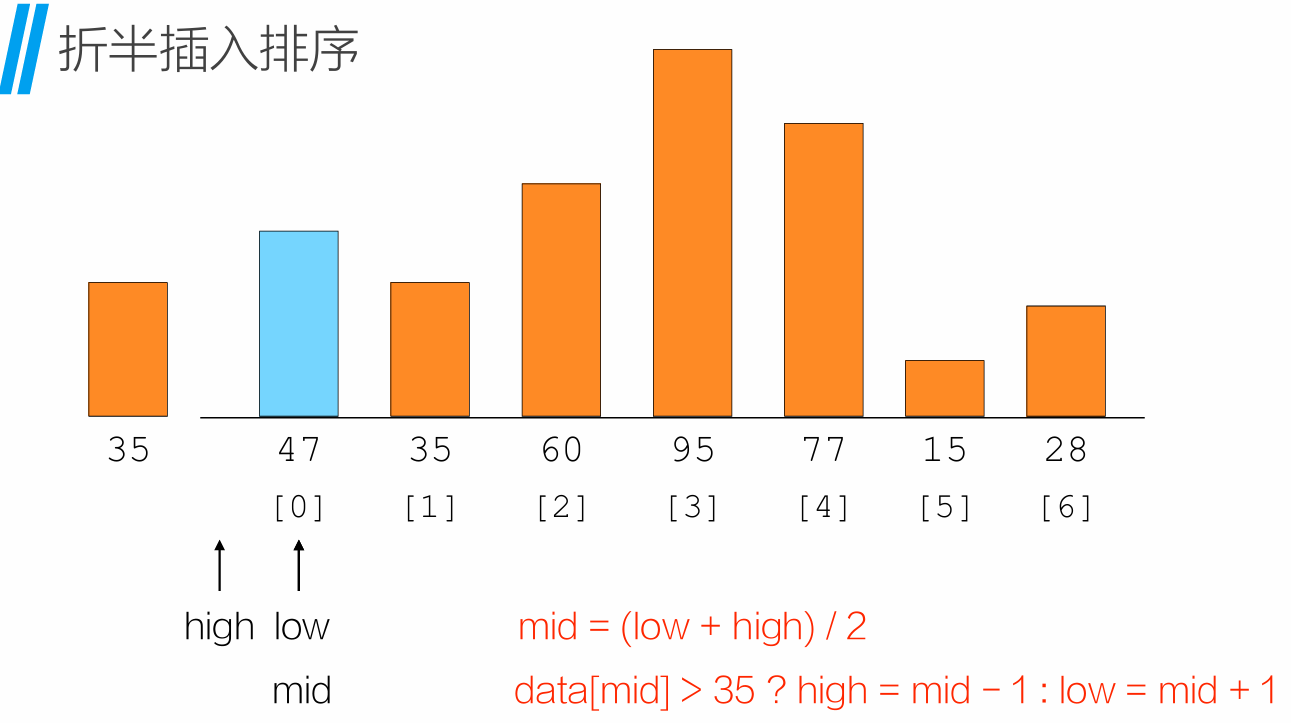 折半插入排序
35 47 35 60 95 77 15 28
[0] [1] [2] [3] [4] [5] [6]
high low mid = (low + high) / 2
mid data[mid] > 35 ? high = mid - 1 : low = mid + 1